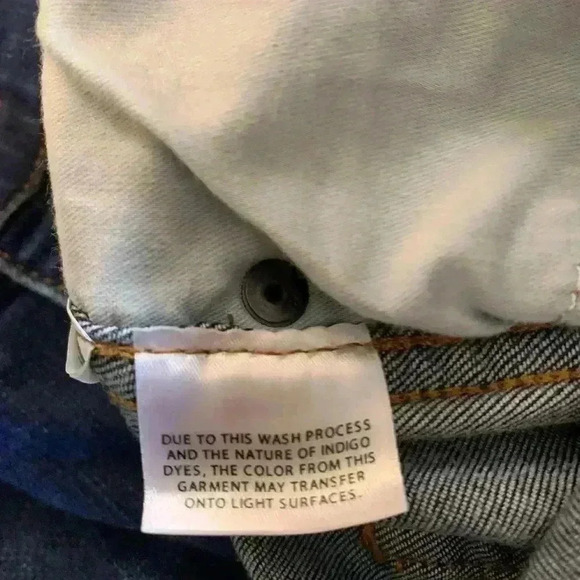 DUE TO THIS WASH PROCESS
AND THE NATURE OF INDIGO
DYES, THE COLOR FROM THIS
GARMENT MAY TRANSFER
ONTO LIGHT SURFACES.